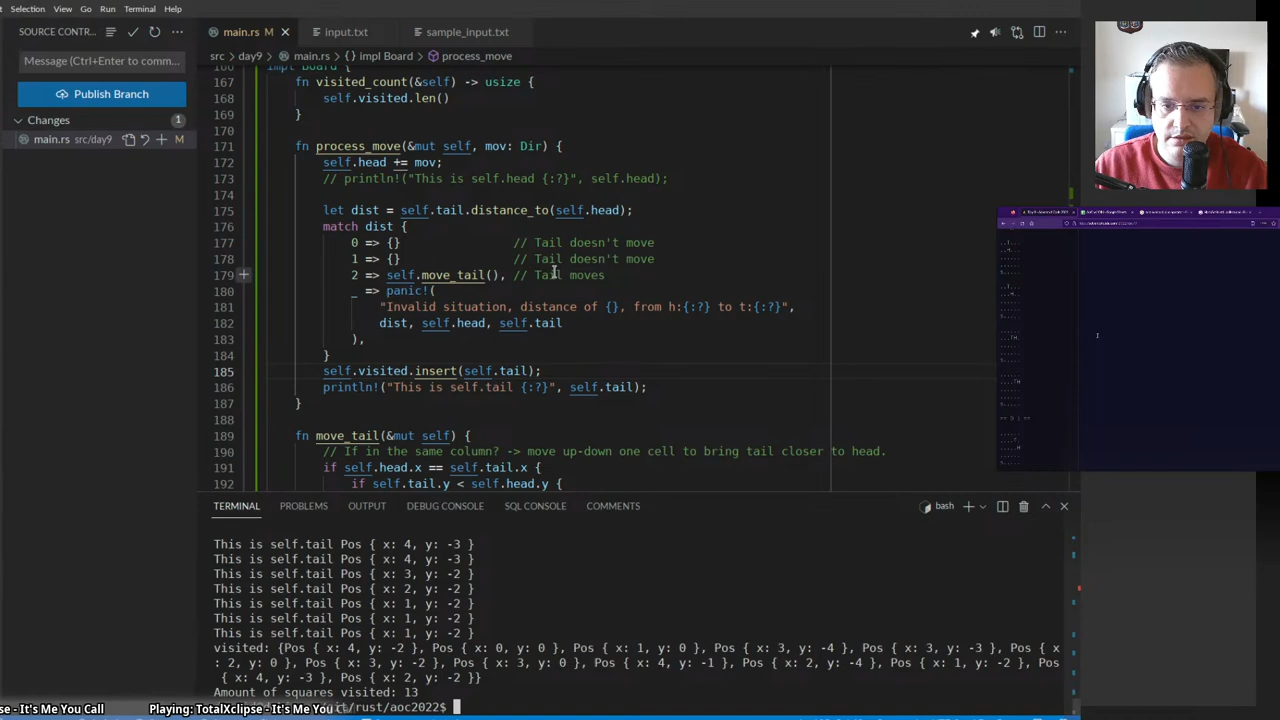 Selection View Go Run Terminal Help
SOURCE CONTR...
main.rs M
input.txt
sample_input.txt
src > day9 > main.rs > {} impl Board > process_move
Message (Ctrl+Enter to comm...
Publish Branch
Changes 1
main.rs src/day9 M
166 impl Board {
167 fn visited_count(&self) -> usize {
168 self.visited.len()
169 }
170
171 fn process_move(&mut self, mov: Dir) {
172 self.head += mov;
173 // println!("This is self.head {:?}", self.head);
174
175 let dist = self.tail.distance_to(self.head);
176 match dist {
177 0 => {} // Tail doesn't move
178 1 => {} // Tail doesn't move
179 2 => self.move_tail(), // Tail moves
180 _ => panic!(
181 "Invalid situation, distance of {}, from h:{:?} to t:{:?}",
182 dist, self.head, self.tail
183 ),
184 }
185 self.visited.insert(self.tail);
186 println!("This is self.tail {:?}", self.tail);
187 }
188
189 fn move_tail(&mut self) {
190 // If in the same column? -> move up-down one cell to bring tail closer to head.
191 if self.head.x == self.tail.x {
192 if self.tail.y < self.head.y {
TERMINAL PROBLEMS OUTPUT DEBUG CONSOLE SQL CONSOLE COMMENTS
bash
This is self.tail Pos { x: 4, y: -3 }
This is self.tail Pos { x: 4, y: -3 }
This is self.tail Pos { x: 3, y: -2 }
This is self.tail Pos { x: 2, y: -2 }
This is self.tail Pos { x: 1, y: -2 }
This is self.tail Pos { x: 1, y: -2 }
This is self.tail Pos { x: 1, y: -2 }
visited: {Pos { x: 4, y: -2 }, Pos { x: 0, y: 0 }, Pos { x: 1, y: 0 }, Pos { x: 3, y: -4 }, Pos { x: 3, y: -3 }, Pos { x
: 2, y: 0 }, Pos { x: 3, y: -2 }, Pos { x: 3, y: 0 }, Pos { x: 4, y: -1 }, Pos { x: 2, y: -4 }, Pos { x: 1, y: -2 }, Pos
{ x: 4, y: -3 }, Pos { x: 2, y: -2 }}
Amount of squares visited: 13
git/rust/aoc2022$
se - It's Me You Call Playing: TotalXclipse - It's Me You